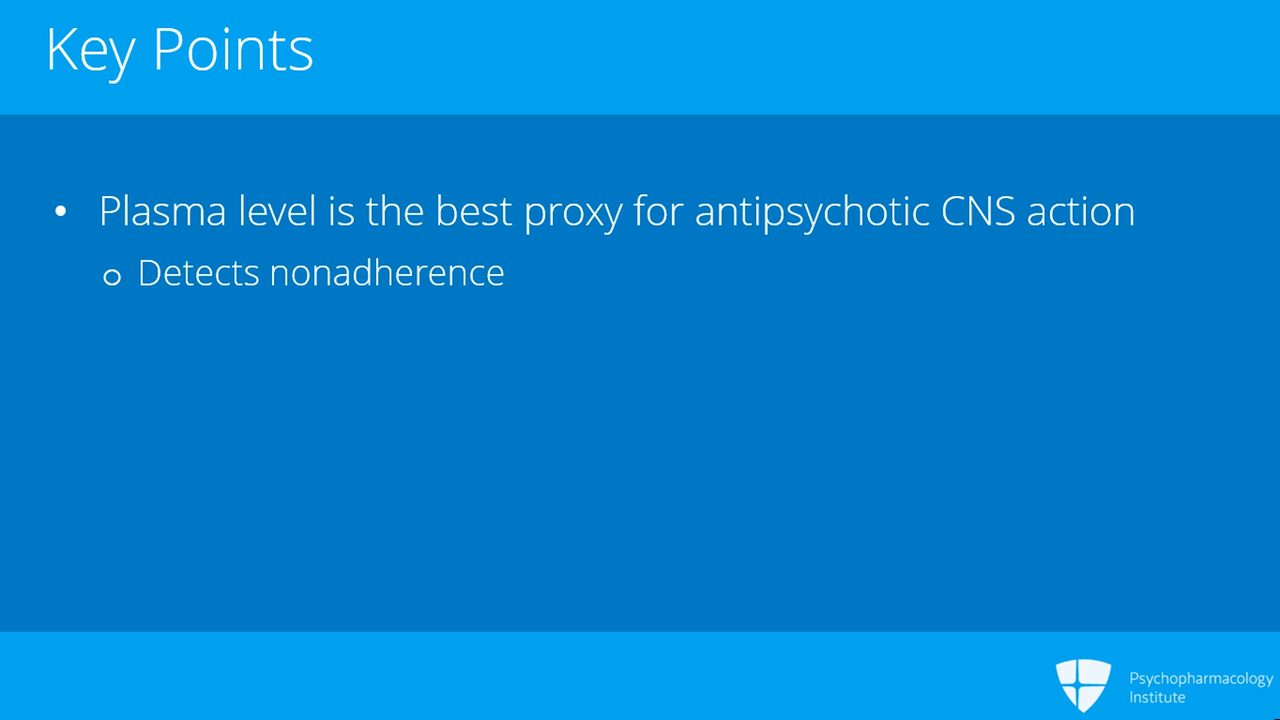 Key Points
• Plasma level is the best proxy for antipsychotic CNS action
o Detects nonadherence
Psychopharmacology
Institute